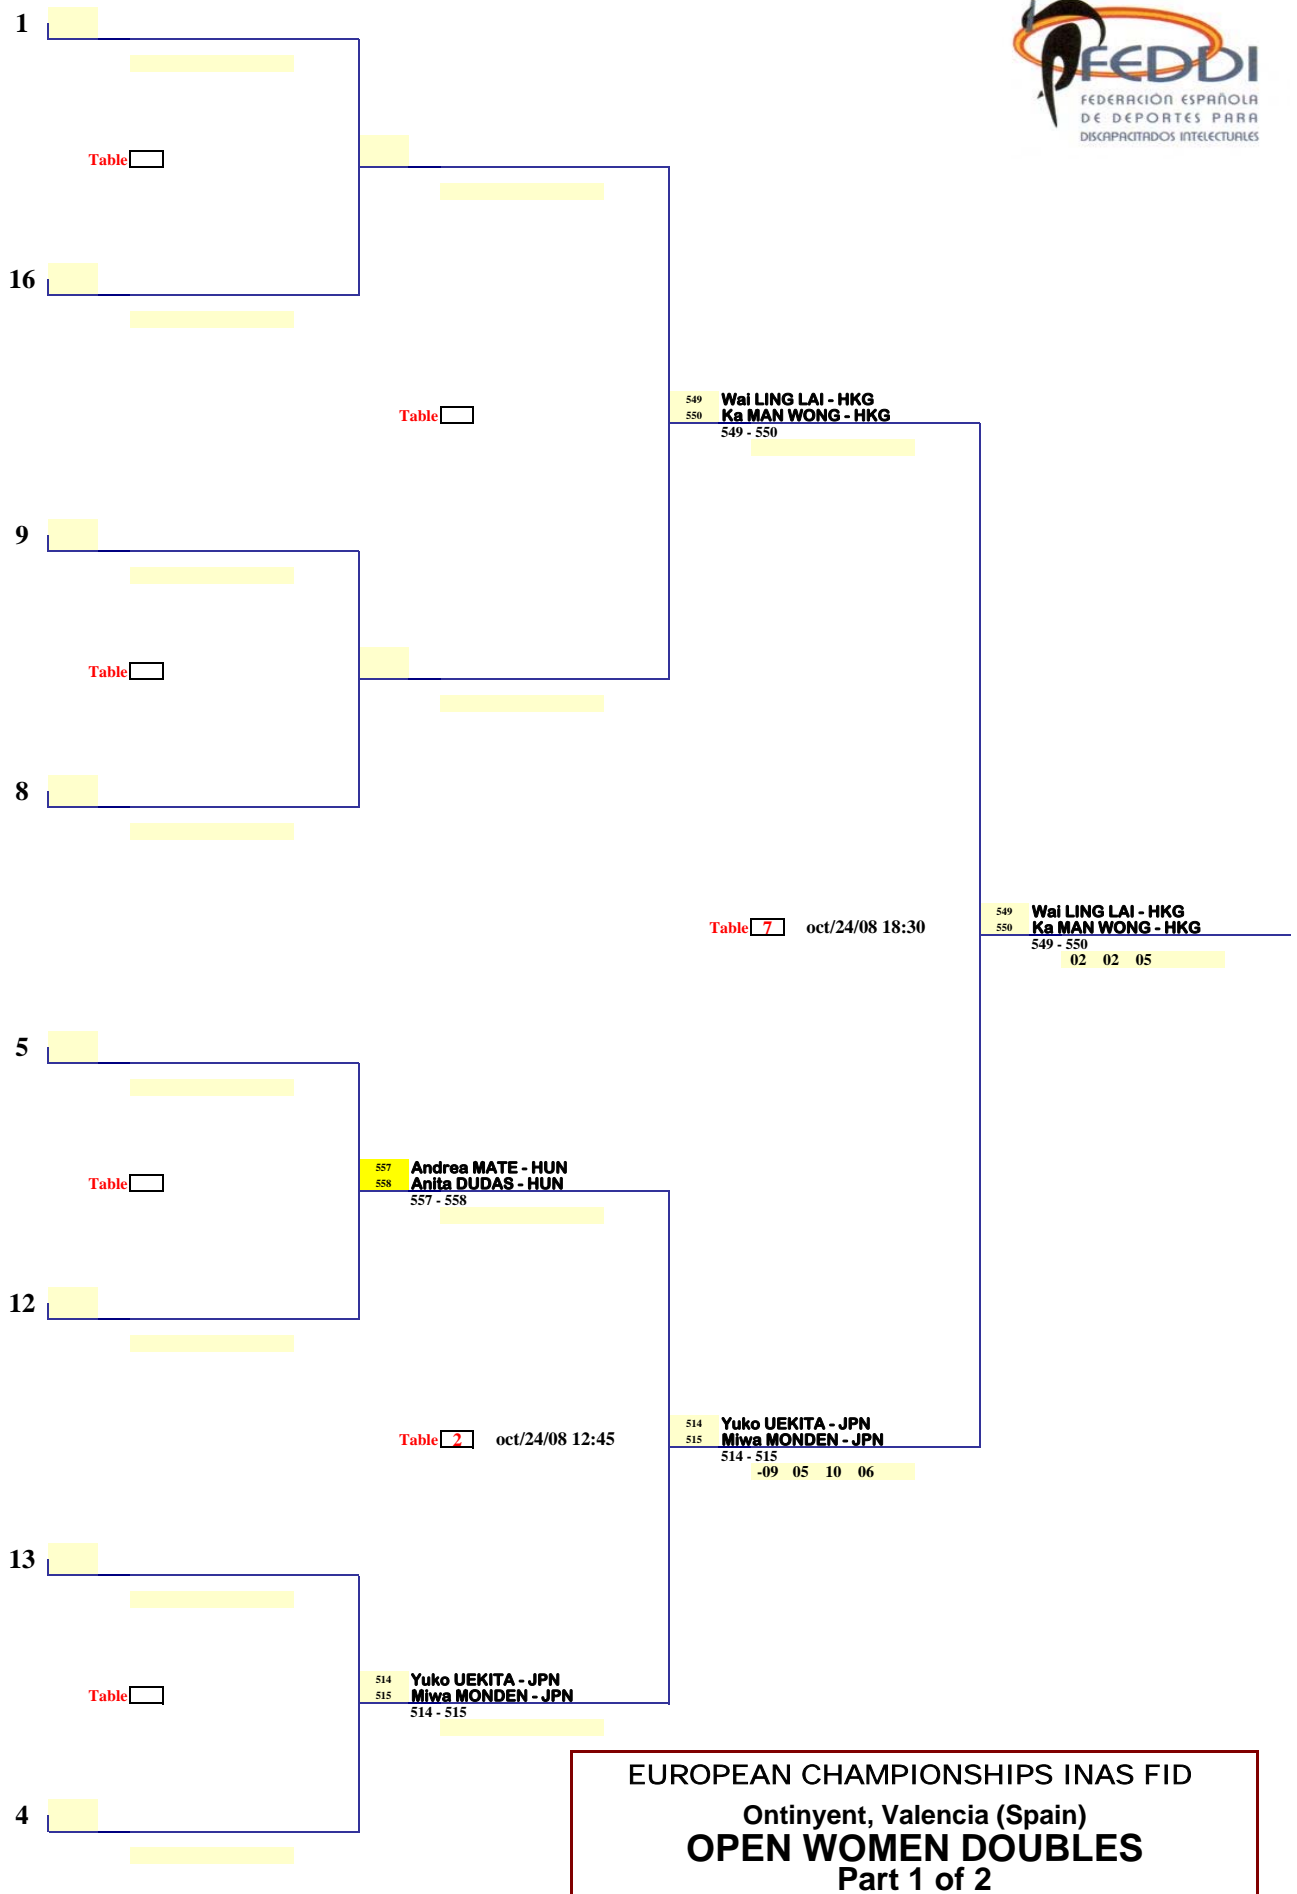 1
FEDDI
FEDERACIÓN ESPAÑOLA
DE DEPORTES PARA
DISCAPACITADOS INTELECTUALES
Table
16
549 Wai LING LAI - HKG
Table
550 Ka MAN WONG - HKG
549 - 550
9
Table
8
549 Wai LING LAI - HKG
Table 7 oct/24/08 18:30
550 Ka MAN WONG - HKG
549 - 550
02 02 05
5
557 Andrea MATE - HUN
Table
558 Anita DUDAS - HUN
557 - 558
12
514 Yuko UEKITA - JPN
Table 2 oct/24/08 12:45
515 Miwa MONDEN - JPN
514 - 515
-09 05 10 06
13
514 Yuko UEKITA - JPN
Table
515 Miwa MONDEN - JPN
514 - 515
EUROPEAN CHAMPIONSHIPS INAS FID
4
Ontinyent, Valencia (Spain)
OPEN WOMEN DOUBLES
Part 1 of 2